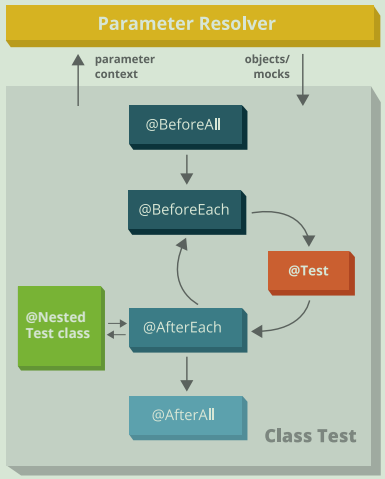 Parameter Resolver
parameter
context
objects/
mocks
@BeforeAll
@BeforeEach
@Test
@Nested
Test class
@AfterEach
@AfterAll
Class Test